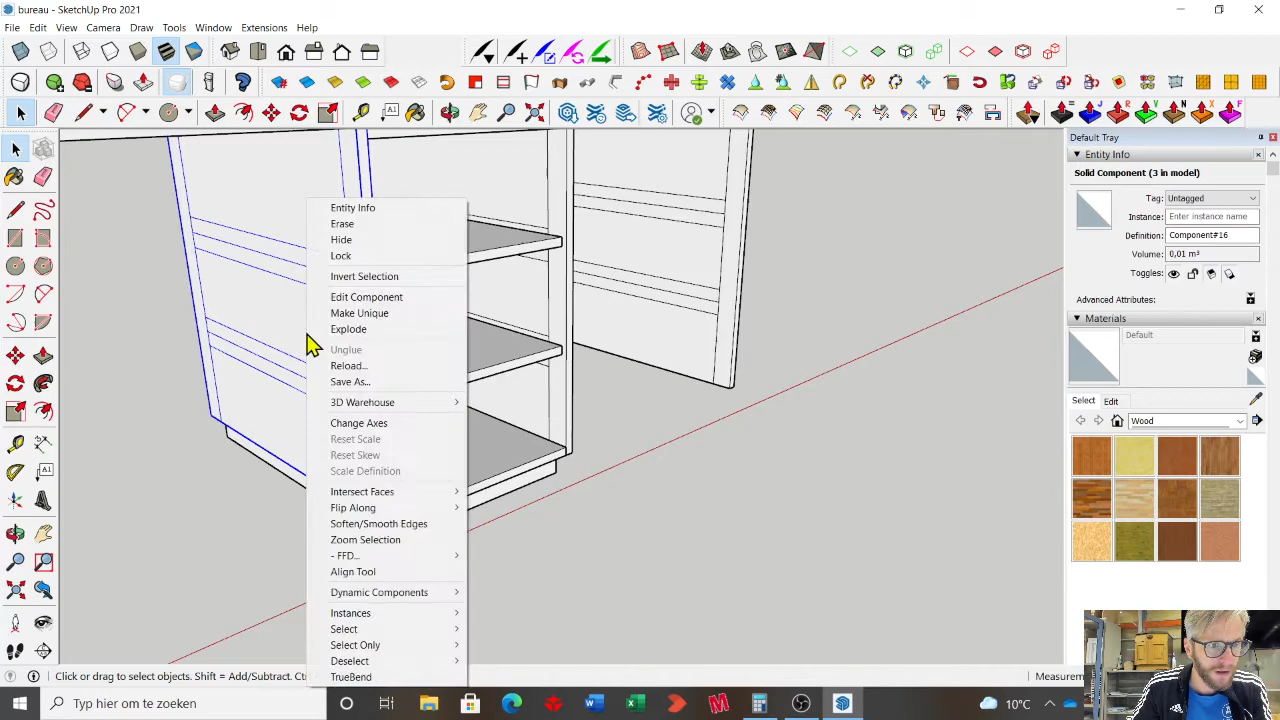 bureau - SketchUp Pro 2021
File Edit View Camera Draw Tools Window Extensions Help
A1
= J R V N X F
Default Tray
Entity Info
Solid Component (3 in model)
Tag: Untagged
Instance: Enter instance name
Definition: Component#16
Volume: 0,01 m³
Toggles:
Advanced Attributes:
Materials
Default
Select Edit
Wood
Entity Info
Erase
Hide
Lock
Invert Selection
Edit Component
Make Unique
Explode
Unglue
Reload...
Save As...
3D Warehouse
Change Axes
Reset Scale
Reset Skew
Scale Definition
Intersect Faces
Flip Along
Soften/Smooth Edges
Zoom Selection
- FFD...
Align Tool
Dynamic Components
Instances
Select
Select Only
Deselect
TrueBend
A1
Click or drag to select objects. Shift = Add/Subtract. Ctr
Measurem
Typ hier om te zoeken
10°C